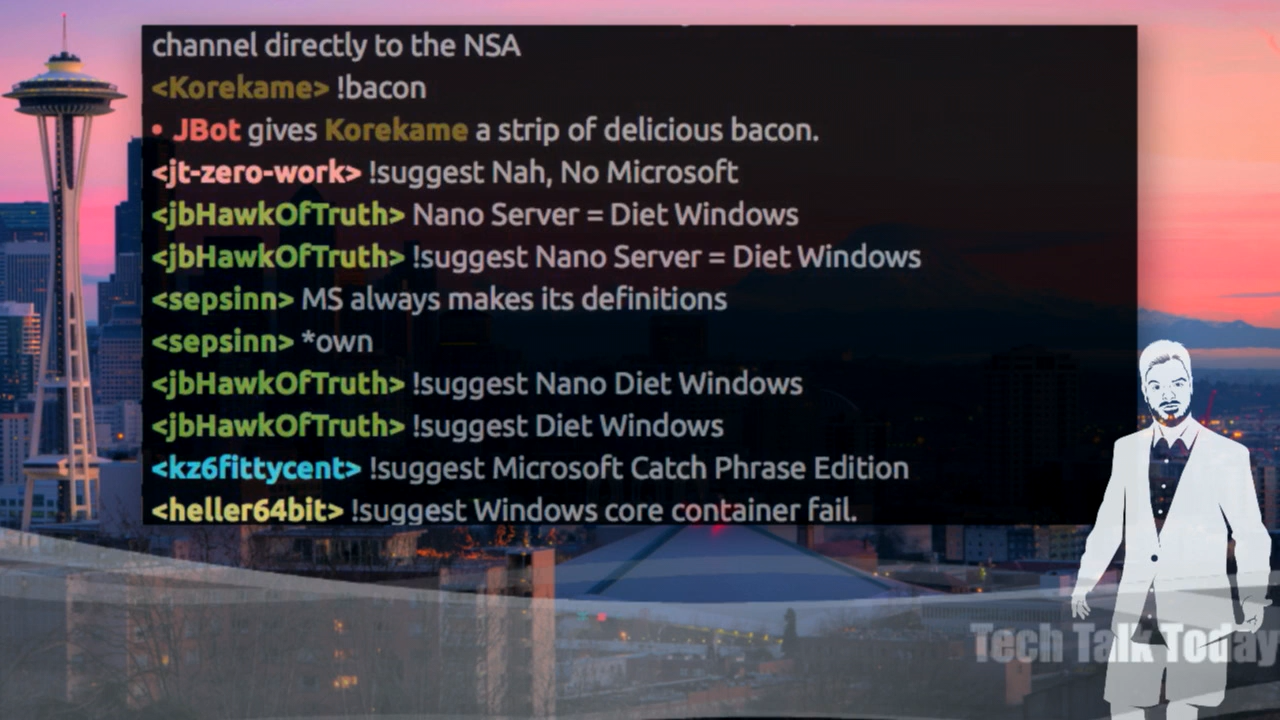 channel directly to the NSA
<Korekame> !bacon
• JBot gives Korekame a strip of delicious bacon.
<jt-zero-work> !suggest Nah, No Microsoft
<jbHawkOfTruth> Nano Server = Diet Windows
<jbHawkOfTruth> !suggest Nano Server = Diet Windows
<sepsinn> MS always makes its definitions
<sepsinn> *own
<jbHawkOfTruth> !suggest Nano Diet Windows
<jbHawkOfTruth> !suggest Diet Windows
<kz6fittycent> !suggest Microsoft Catch Phrase Edition
<heller64bit> !suggest Windows core container fail.
Tech Talk Today